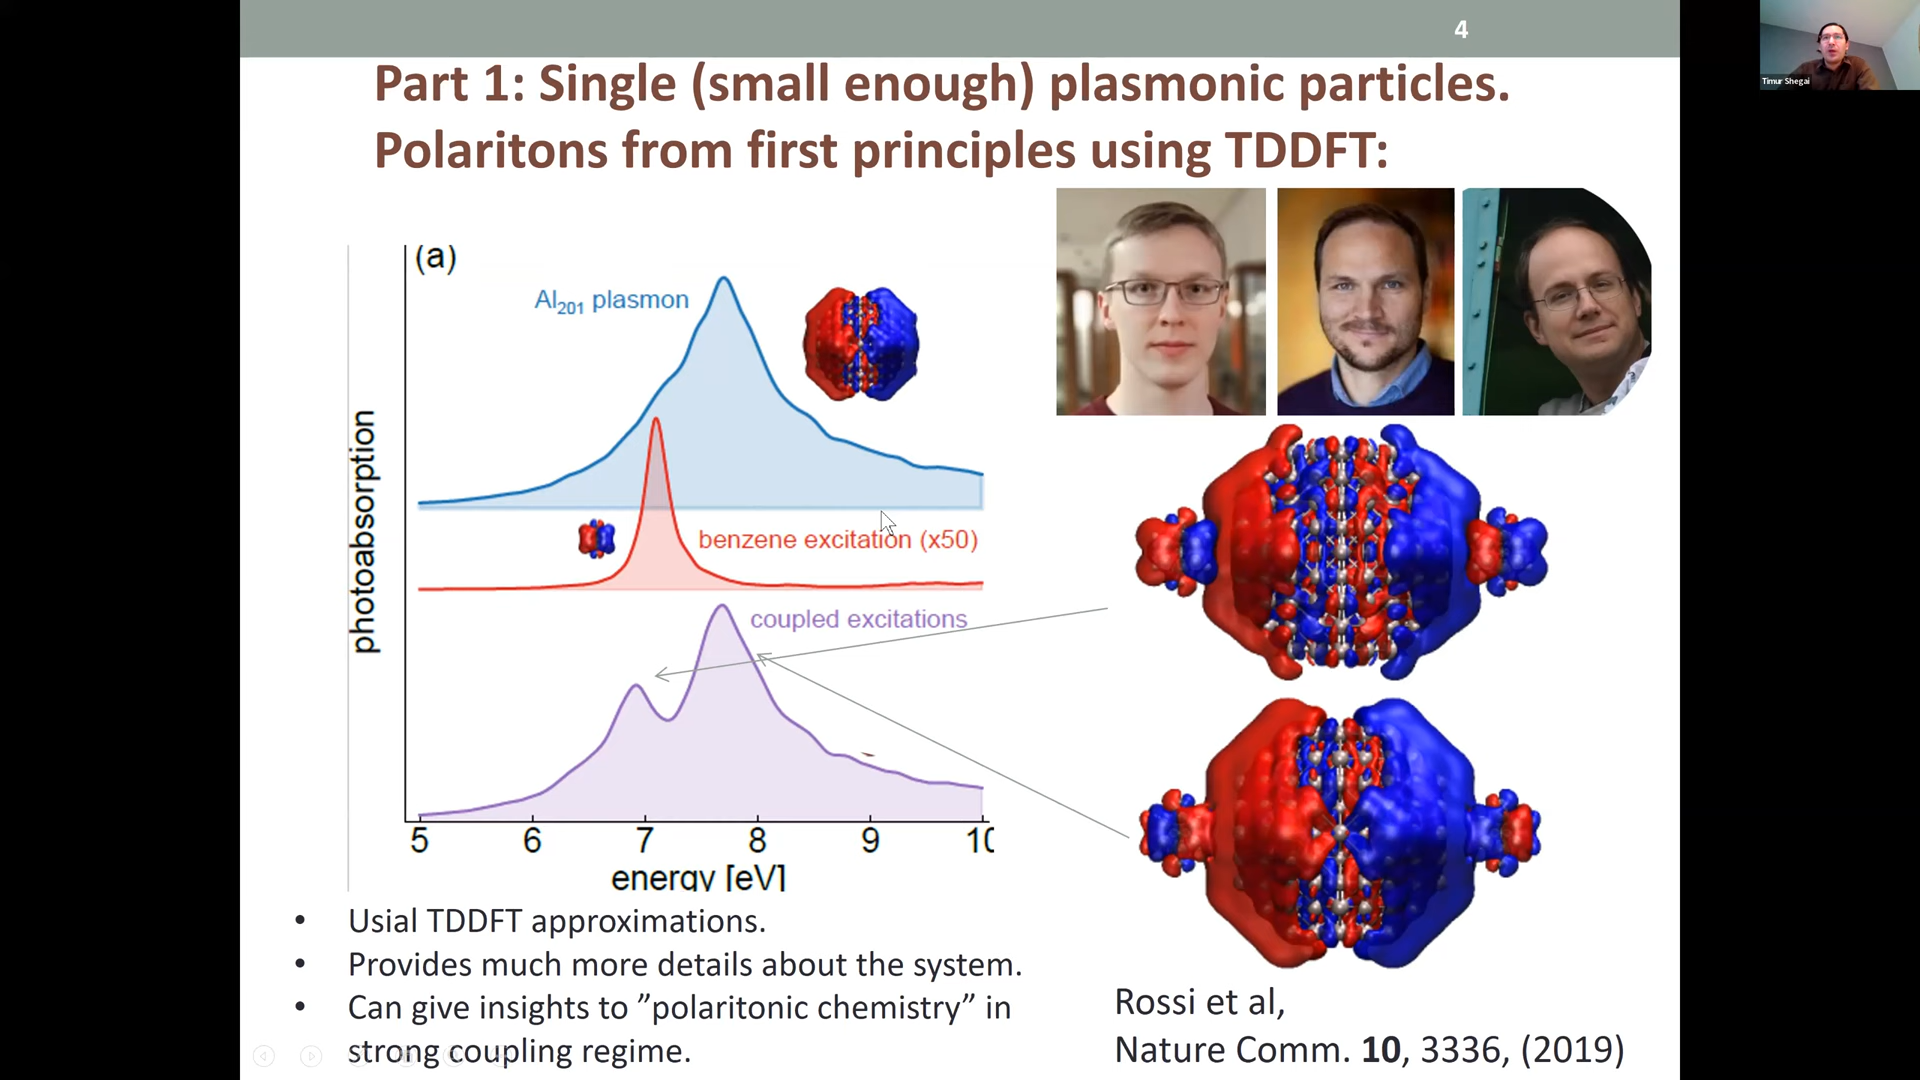 4
Timur Shegai
Part 1: Single (small enough) plasmonic particles.
Polaritons from first principles using TDDFT:
(a)
Al201 plasmon
benzene excitation (x50)
coupled excitations
photoabsorption
5 6 7 8 9 10
energy [eV]
• Usial TDDFT approximations.
• Provides much more details about the system.
• Can give insights to ”polaritonic chemistry” in
strong coupling regime.
Rossi et al,
Nature Comm. 10, 3336, (2019)